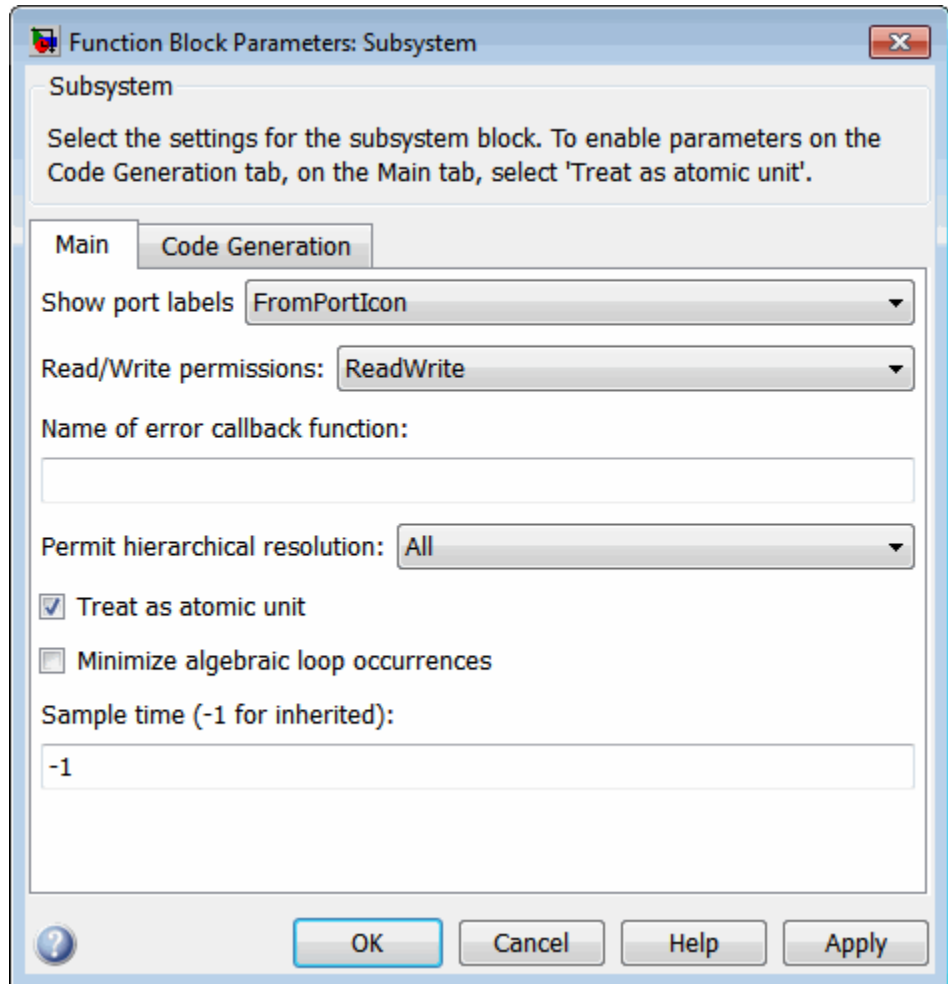 Function Block Parameters: Subsystem
Subsystem
Select the settings for the subsystem block. To enable parameters on the
Code Generation tab, on the Main tab, select 'Treat as atomic unit'.
Main Code Generation
Show port labels FromPortIcon
Read/Write permissions: ReadWrite
Name of error callback function:
Permit hierarchical resolution: All
Treat as atomic unit
Minimize algebraic loop occurrences
Sample time (-1 for inherited):
-1
OK Cancel Help Apply